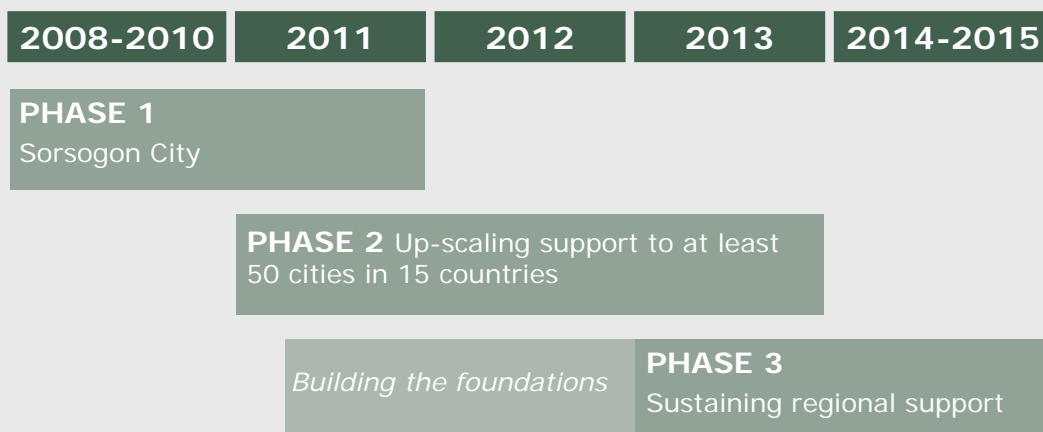 2008-2010 2011 2012 2013 2014-2015
PHASE 1
Sorsogon City
PHASE 2 Up-scaling support to at least
50 cities in 15 countries
Building the foundations
PHASE 3
Sustaining regional support